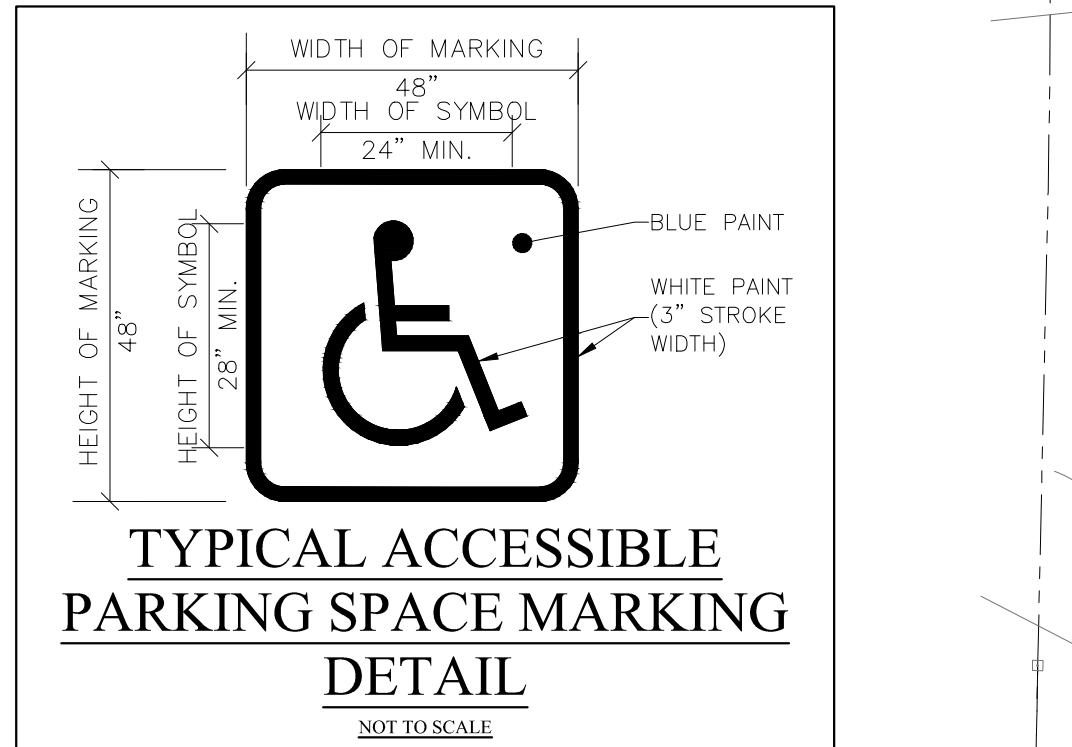 WIDTH OF MARKING
48”
WIDTH OF SYMBOL
24” MIN.
HEIGHT OF MARKING
48”
HEIGHT OF SYMBOL
28” MIN.
BLUE PAINT
WHITE PAINT
(3” STROKE
WIDTH)
TYPICAL ACCESSIBLE
PARKING SPACE MARKING
DETAIL
NOT TO SCALE